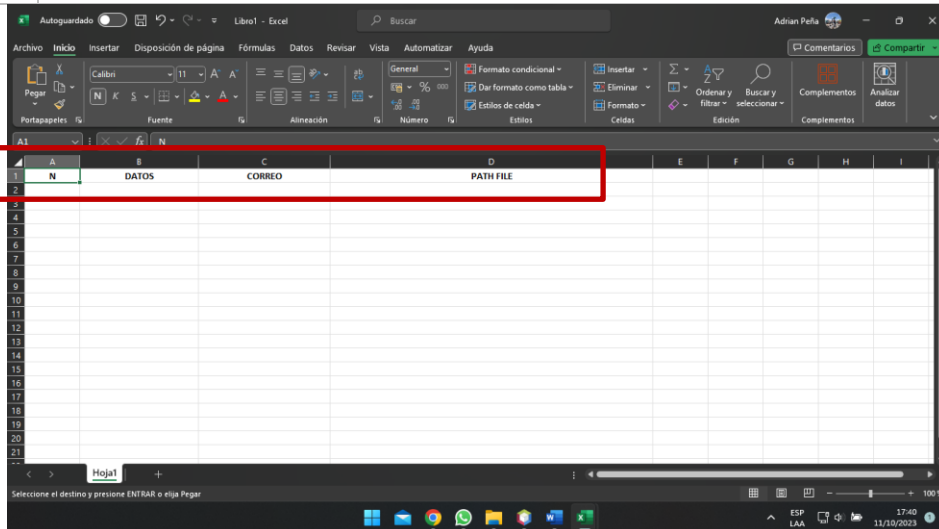 Autoguardado Libro1 - Excel Buscar Adrian Peña
Archivo Inicio Insertar Disposición de página Fórmulas Datos Revisar Vista Automatizar Ayuda Comentarios Compartir
Pegar
Calibri 11 A A
N K S A
ab
General
% 000
Formato condicional
Dar formato como tabla
Estilos de celda
Insertar
Eliminar
Formato
Ordenar y filtrar
Buscar y seleccionar
Complementos
Analizar datos
Portapapeles Fuente Alineación Número Estilos Celdas Edición Complementos
A1 fx N
A B C D E F G H I
1 N DATOS CORREO PATH FILE
2
3
4
5
6
7
8
9
10
11
12
13
14
15
16
17
18
19
20
21
Hoja1 +
Seleccione el destino y presione ENTRAR o elija Pegar
ESP 17:40
LAA 11/10/2023